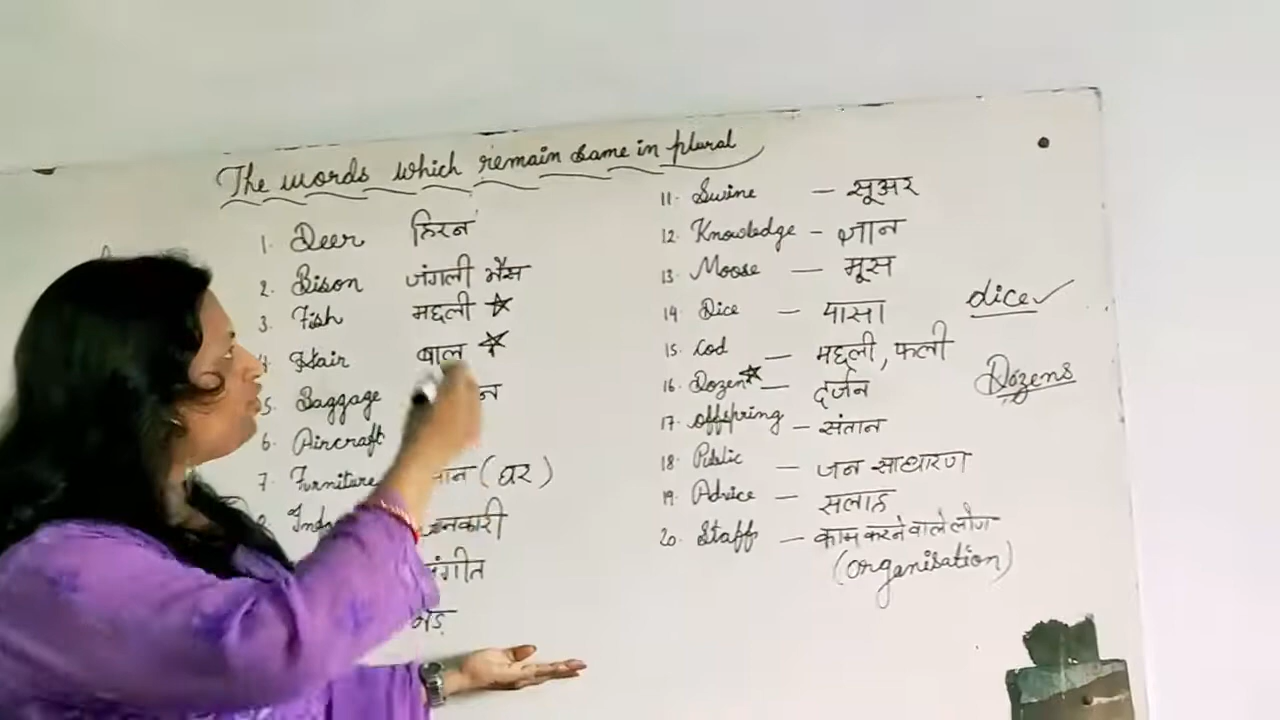 The words which remain same in plural
1. Deer हिरन
2. Bison जंगली भैंस
3. Fish मछली ☆
4. Hair बाल ☆
5. Baggage
6. Aircraft
7. Furniture (घर)
संगीत
भेड़
11. Swine – सूअर
12. Knowledge – ज्ञान
13. Moose – मूस
14. Dice – पासा
15. Cod – मछली, फली
16. Dozen ☆ – दर्जन
17. offspring – संतान
18. Public – जन साधारण
19. Advice – सलाह
20. Staff – काम करने वाले लोग
(organisation)
dice ✓
Dozens